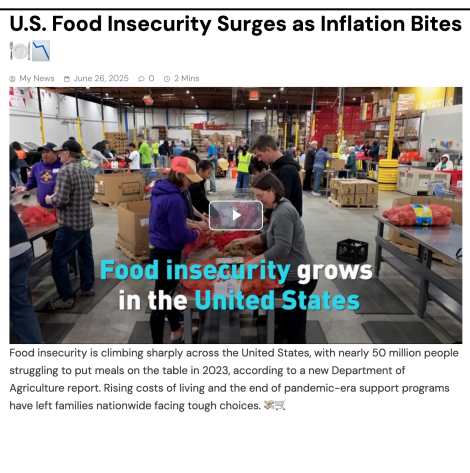 U.S. Food Insecurity Surges as Inflation Bites
🍽️📉
My News June 26, 2025 0 2 Mins
Food insecurity grows
in the United States
Food insecurity is climbing sharply across the United States, with nearly 50 million people
struggling to put meals on the table in 2023, according to a new Department of
Agriculture report. Rising costs of living and the end of pandemic-era support programs
have left families nationwide facing tough choices. 💸🛒